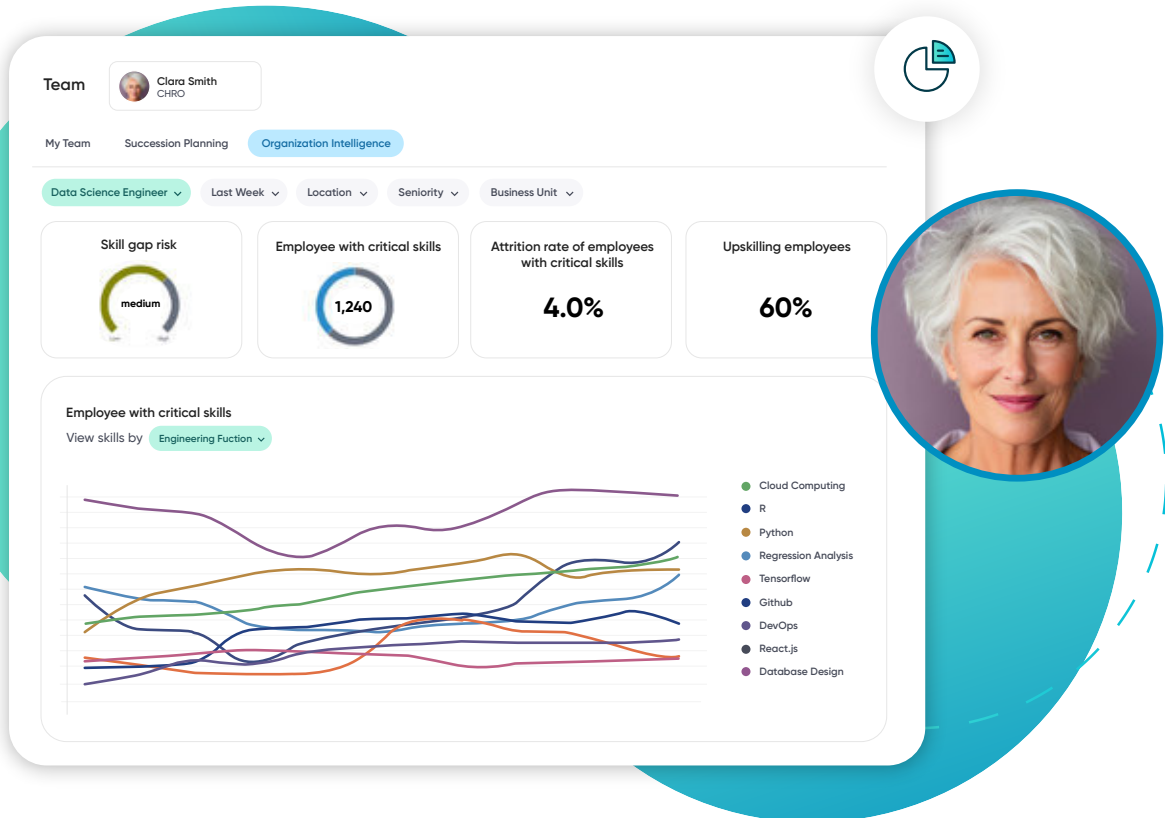 Team
Clara Smith
CHRO
My Team
Succession Planning
Organization Intelligence
Data Science Engineer
Last Week
Location
Seniority
Business Unit
Skill gap risk
medium
Low
High
Employee with critical skills
1,240
Attrition rate of employees
with critical skills
4.0%
Upskilling employees
60%
Employee with critical skills
View skills by
Engineering Fuction
Cloud Computing
R
Python
Regression Analysis
Tensorflow
Github
DevOps
React.js
Database Design